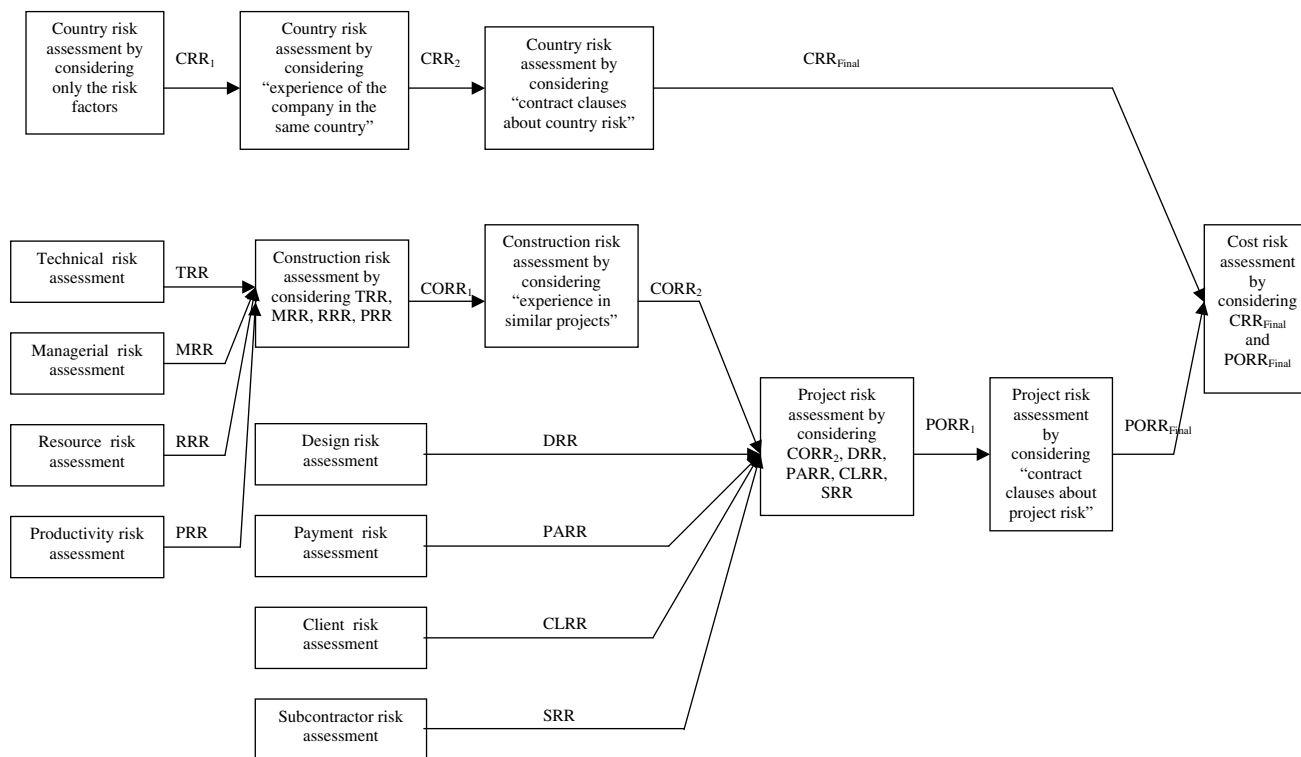 Country risk
assessment by
considering
only the risk
factors
CRR₁
Country risk
assessment by
considering
“experience of the
company in the
same country”
CRR₂
Country risk
assessment by
considering
“contract clauses
about country risk”
CRR_Final
Technical risk
assessment
TRR
Managerial risk
assessment
MRR
Resource risk
assessment
RRR
Productivity risk
assessment
PRR
Construction risk
assessment by
considering TRR,
MRR, RRR, PRR
CORR₁
Construction risk
assessment by
considering
“experience in
similar projects”
CORR₂
Design risk
assessment
DRR
Payment risk
assessment
PARR
Client risk
assessment
CLRR
Subcontractor risk
assessment
SRR
Project risk
assessment by
considering
CORR₂, DRR,
PARR, CLRR,
SRR
PORR₁
Project risk
assessment
by
considering
“contract
clauses about
project risk”
PORR_Final
Cost risk
assessment
by
considering
CRR_Final
and
PORR_Final